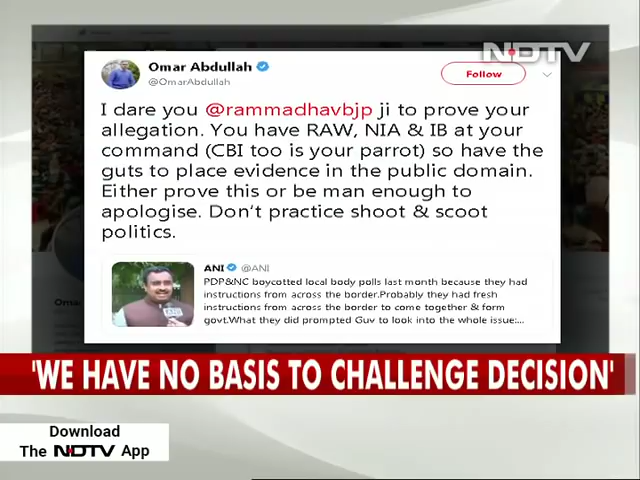 NDTV
Omar Abdullah
@OmarAbdullah
Follow
I dare you @rammadhavbjp ji to prove your
allegation. You have RAW, NIA & IB at your
command (CBI too is your parrot) so have the
guts to place evidence in the public domain.
Either prove this or be man enough to
apologise. Don't practice shoot & scoot
politics.
ANI @ANI
PDP&NC boycotted local body polls last month because they had
instructions from across the border.Probably they had fresh
instructions from across the border to come together & form
govt.What they did prompted Guv to look into the whole issue:...
'WE HAVE NO BASIS TO CHALLENGE DECISION'
Download
The NDTV App